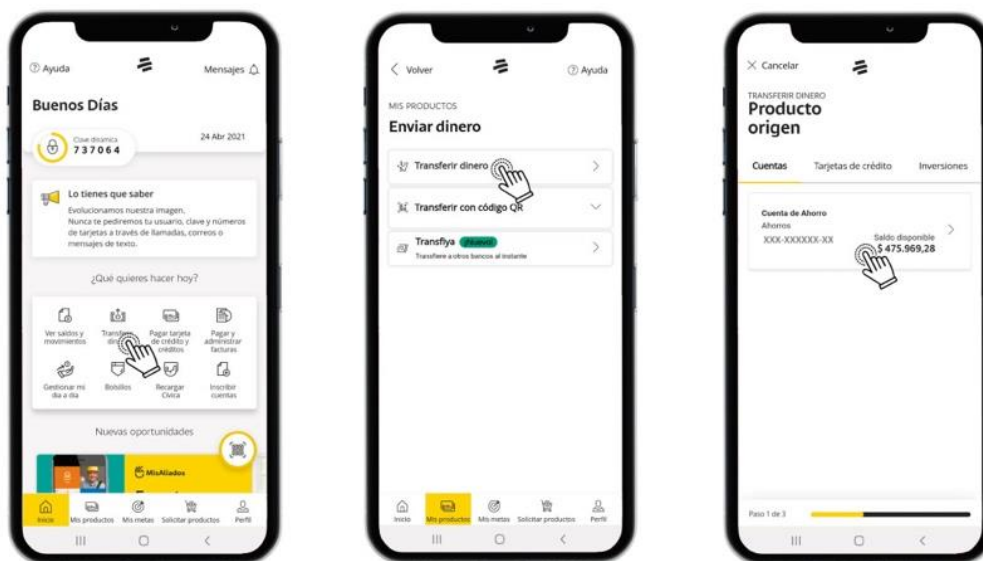 Ayuda
Mensajes
Buenos Días
Clave dinámica
737064
24 Abr 2021
Lo tienes que saber
Evolucionamos nuestra imagen.
Nunca te pediremos tu usuario, clave y números
de tarjetas a través de llamadas, correos o
mensajes de texto.
¿Qué quieres hacer hoy?
Ver saldos y
movimientos
Pagar tarjeta
de crédito y
créditos
Pagar y
administrar
facturas
Gestionar mi
día a día
Bolsillos
Recargar
Cívica
Inscribir
cuentas
Nuevas oportunidades
MisAliados
Inicio
Mis productos
Mis metas
Solicitar productos
Perfil
Volver
Ayuda
MIS PRODUCTOS
Enviar dinero
Transferir dinero
Transferir con código QR
Transfiya ¡Nuevo!
Transfiere a otros bancos al instante
Inicio
Mis productos
Mis metas
Solicitar productos
Perfil
Cancelar
TRANSFERIR DINERO
Producto
origen
Cuentas
Tarjetas de crédito
Inversiones
Cuenta de Ahorro
Ahorros
XXX-XXXXXX-XX
Saldo disponible
$ 475.969,28
Paso 1 de 3